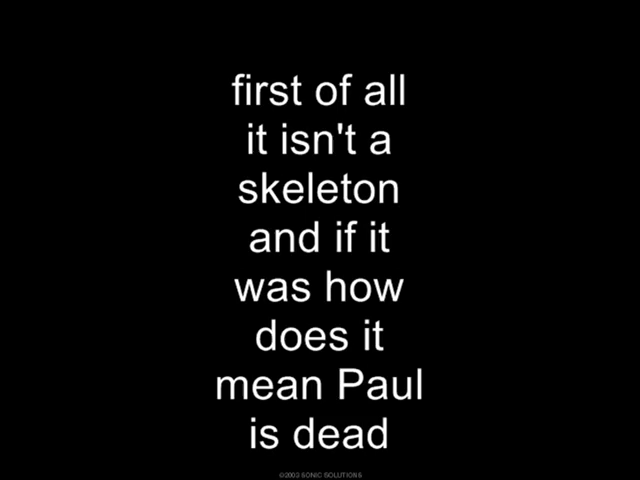 first of all
it isn't a
skeleton
and if it
was how
does it
mean Paul
is dead
©2003 SONIC SOLUTIONS